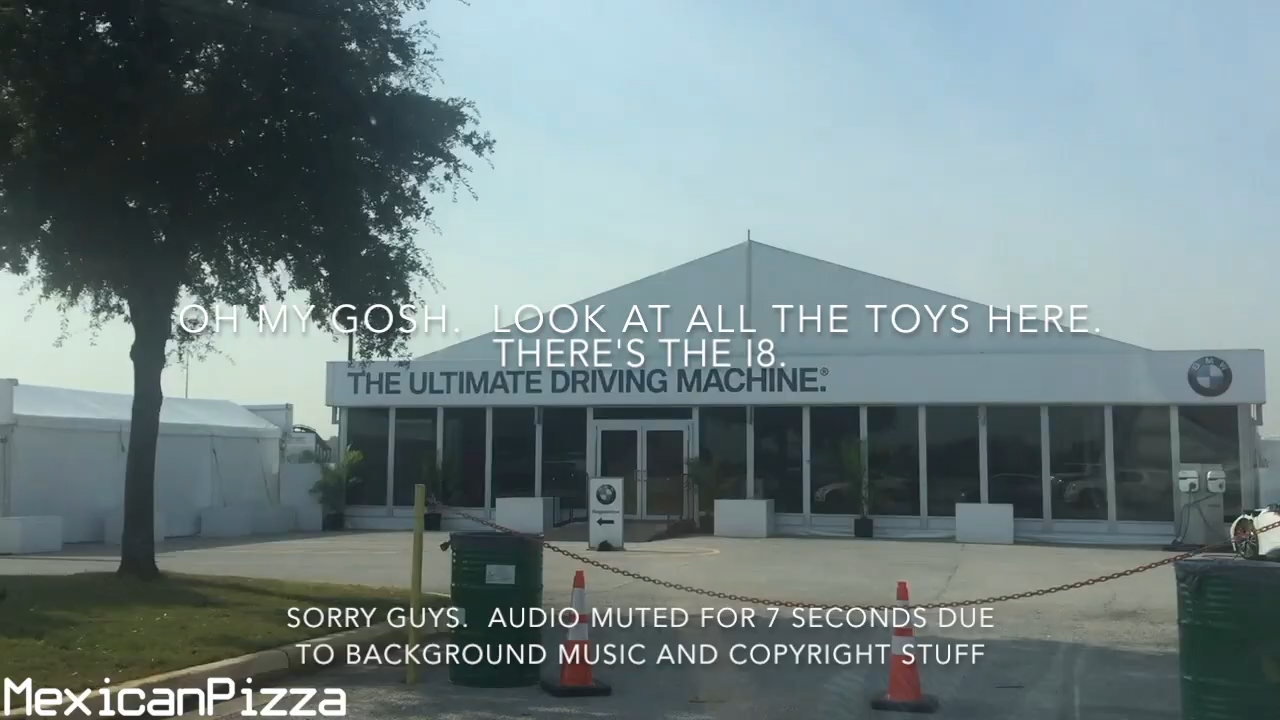 OH MY GOSH.  LOOK AT ALL THE TOYS HERE.
THERE'S THE I8.
THE ULTIMATE DRIVING MACHINE.®
BMW
SORRY GUYS.  AUDIO MUTED FOR 7 SECONDS DUE
TO BACKGROUND MUSIC AND COPYRIGHT STUFF
MexicanPizza